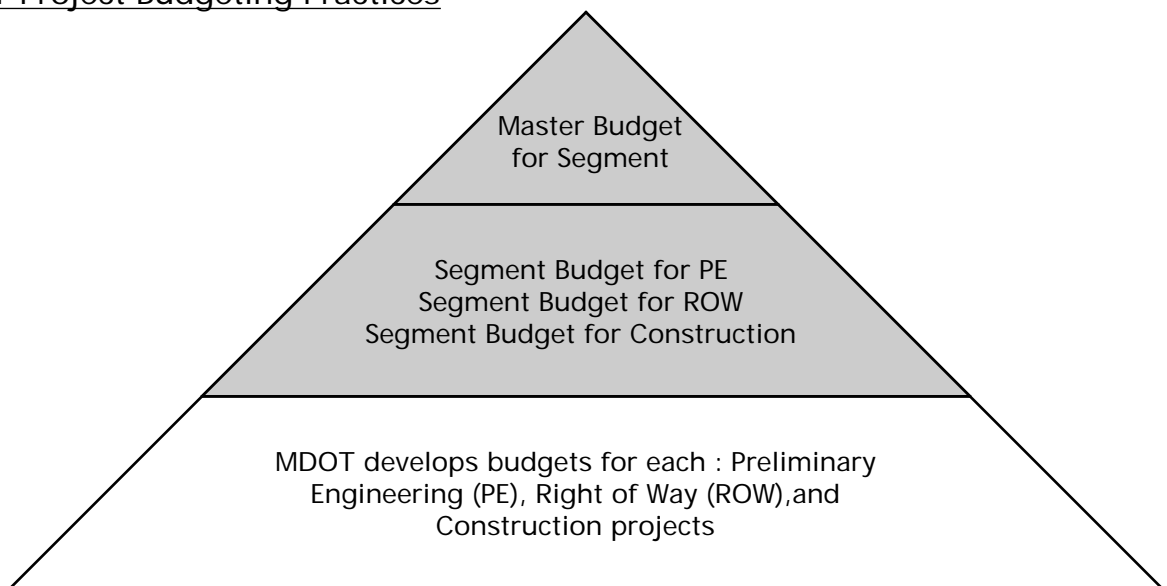 Project Budgeting Practices
Master Budget
for Segment
Segment Budget for PE
Segment Budget for ROW
Segment Budget for Construction
MDOT develops budgets for each : Preliminary
Engineering (PE), Right of Way (ROW),and
Construction projects